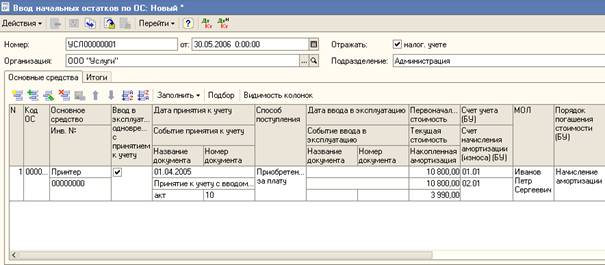 Ввод начальных остатков по ОС: Новый *
Действия Перейти ? Дт Кт Дт Н Кт
Номер: УСЛ00000001 от: 30.05.2006 0:00:00 Отражать: налог. учете
Организация: ООО "Услуги" ... Подразделение: Администрация
Основные средства Итоги
Заполнить Подбор Видимость колонок
N Код ОС Основное средство Ввод в эксплуат... одновре... с принятием к учету Дата принятия к учету Способ поступления Дата ввода в эксплуатацию Первоначал... стоимость Счет учета (БУ) МОЛ Порядок погашения стоимости (БУ)
Инв. № Событие принятия к учету Событие ввода в эксплуатацию Текущая стоимость Счет начисления амортизации (износа) (БУ)
Название документа Номер документа Название документа Номер документа Накопленная амортизация
1 0000... Принтер 01.04.2005 Приобретен... за плату 10 800,00 01.01 Иванов Петр Сергеевич Начисление амортизации
00000000 Принятие к учету с вводом... 10 800,00 02.01
акт 10 3 990,00